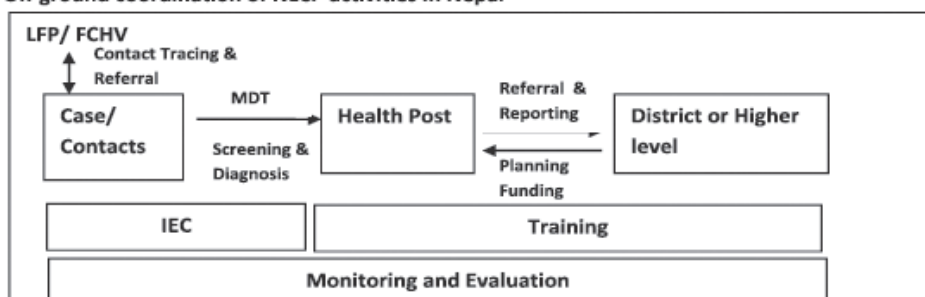 LFP/ FCHV
Contact Tracing &
Referral
Case/
Contacts
MDT
Screening &
Diagnosis
Health Post
Referral &
Reporting
Planning
Funding
District or Higher
level
IEC
Training
Monitoring and Evaluation